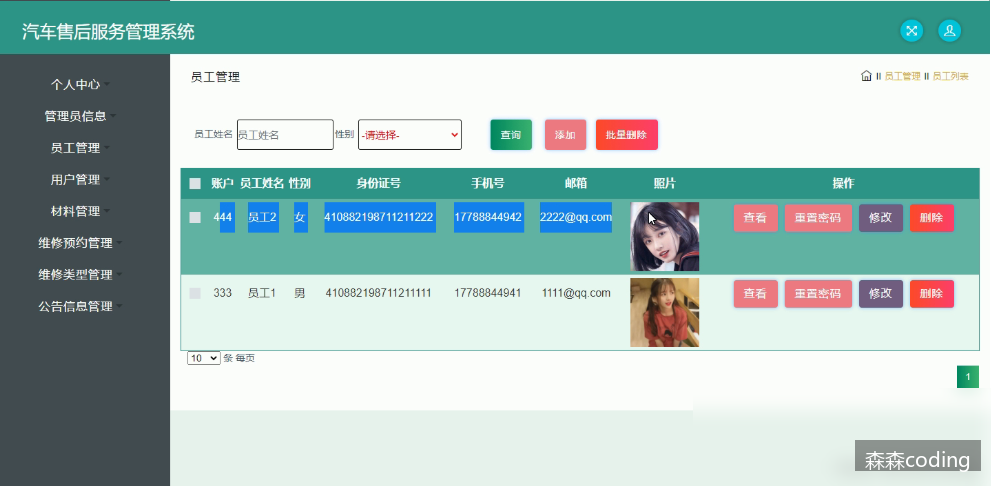 汽车售后服务管理系统
个人中心
管理员信息
员工管理
用户管理
材料管理
维修预约管理
维修类型管理
公告信息管理
员工管理
员工管理 员工列表
员工姓名 员工姓名 性别 -请选择- 查询 添加 批量删除
账户 员工姓名 性别 身份证号 手机号 邮箱 照片 操作
444 员工2 女 410882198711211222 17788844942 2222@qq.com 查看 重置密码 修改 删除
333 员工1 男 410882198711211111 17788844941 1111@qq.com 查看 重置密码 修改 删除
10 条 每页
1
森森coding